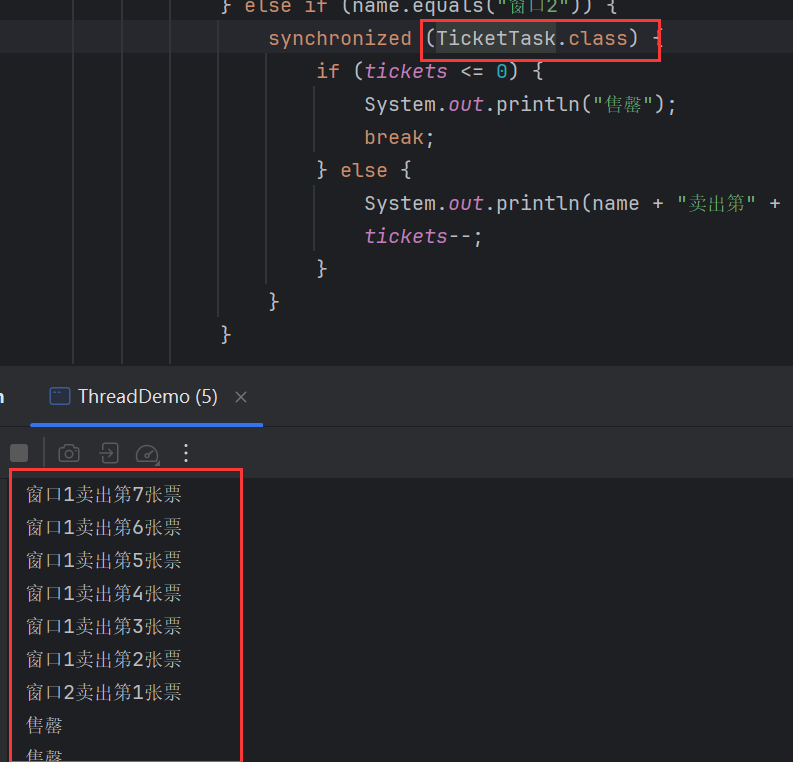 } else if (name.equals("窗口2")) {
synchronized (TicketTask.class) {
if (tickets <= 0) {
System.out.println("售罄");
break;
} else {
System.out.println(name + "卖出第" +
tickets--;
}
}
}
ThreadDemo (5) ×
窗口1卖出第7张票
窗口1卖出第6张票
窗口1卖出第5张票
窗口1卖出第4张票
窗口1卖出第3张票
窗口1卖出第2张票
窗口2卖出第1张票
售罄
售罄